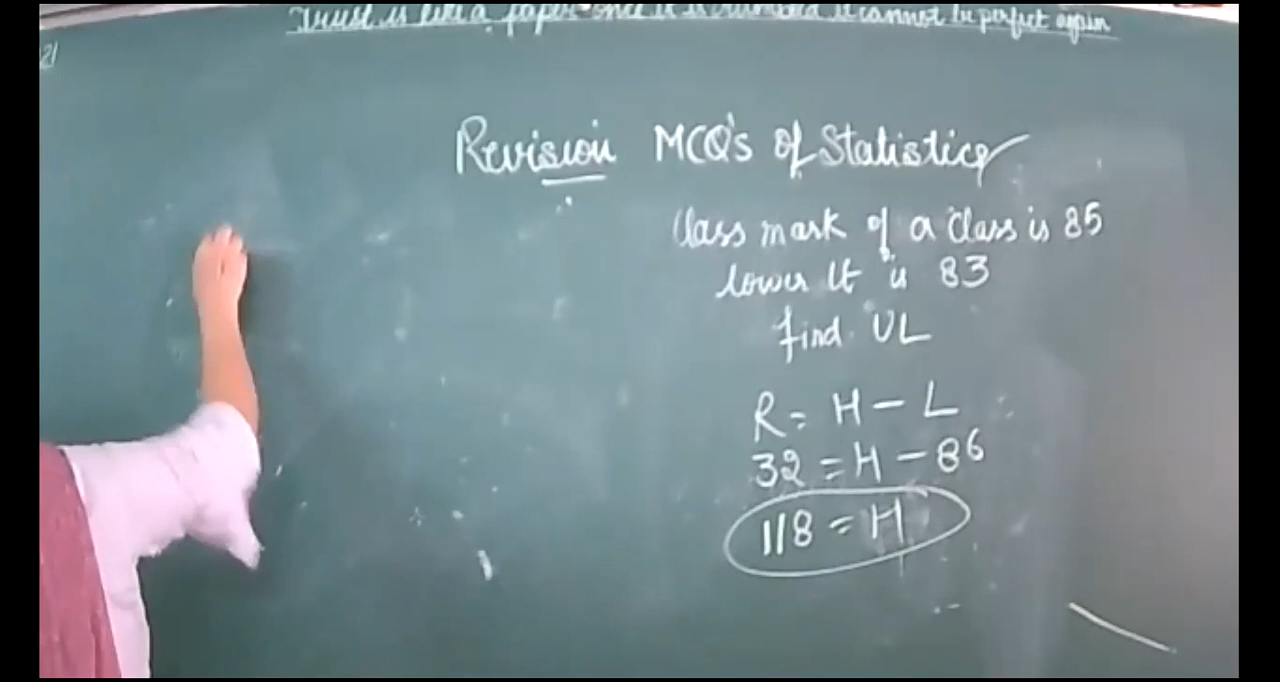 Trust is like a paper once it is crumbled it cannot be perfect again
21
Revision MCQ's of Statistics
Class mark of a Class is 85
lower lt is 83
find UL
R = H - L
32 = H - 86
118 = H